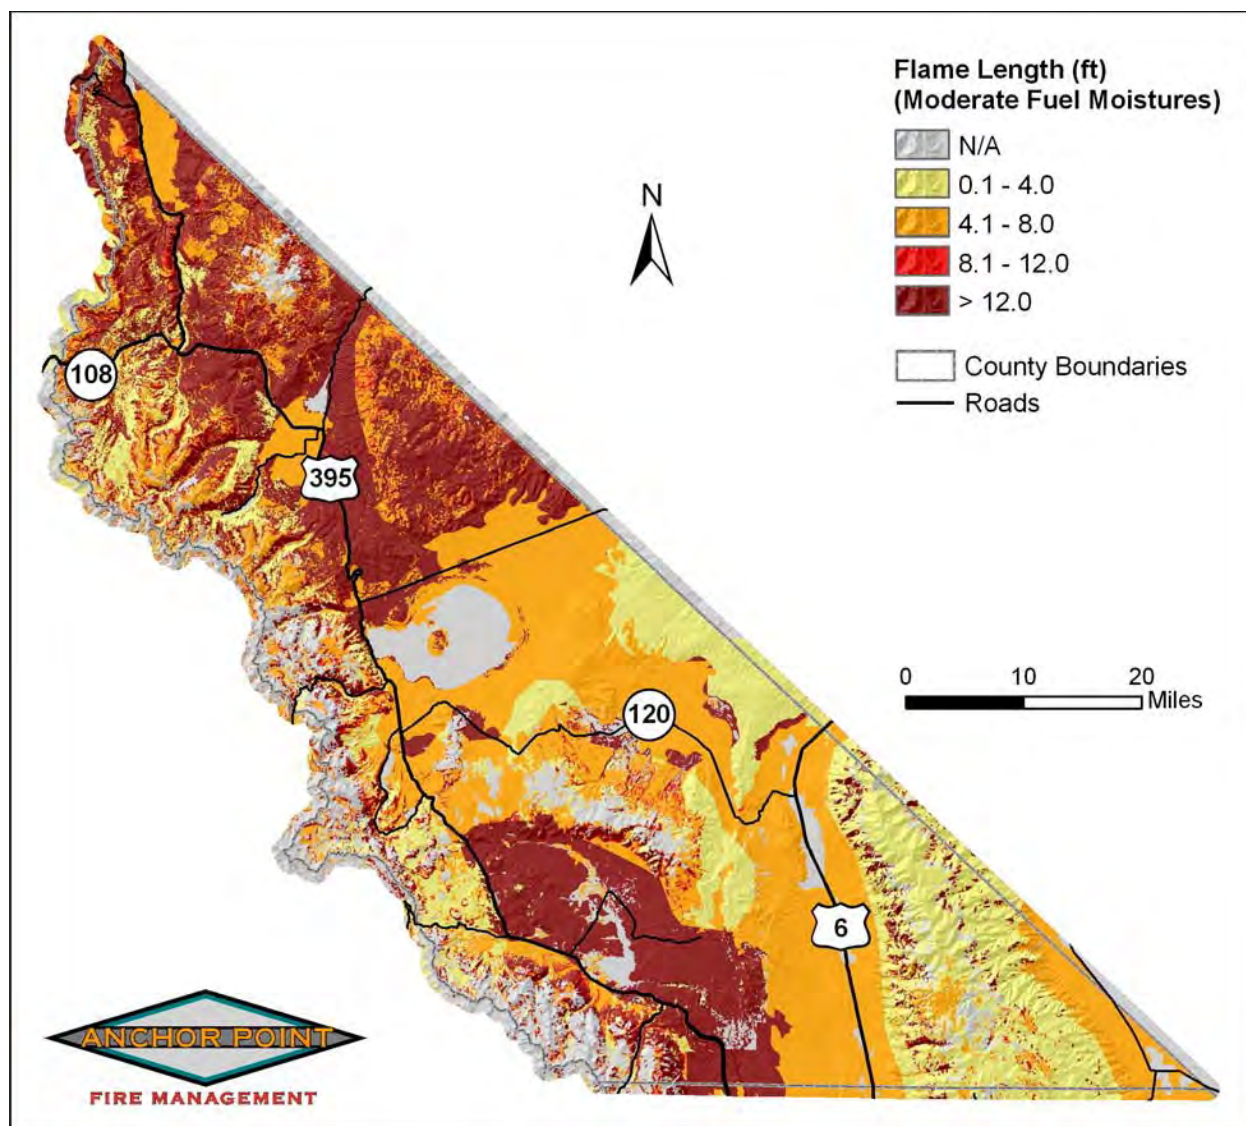 Flame Length (ft)
(Moderate Fuel Moistures)
N/A
0.1 - 4.0
4.1 - 8.0
8.1 - 12.0
> 12.0
County Boundaries
Roads
N
108
395
0 10 20
Miles
120
6
ANCHOR POINT
FIRE MANAGEMENT